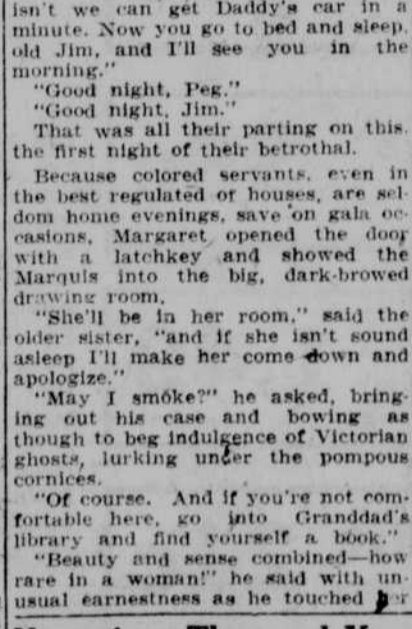 isn't we can get Daddy's car in a
minute. Now you go to bed and sleep,
old Jim, and I'll see you in the
morning."
"Good night, Peg."
"Good night, Jim."
That was all their parting on this,
the first night of their betrothal.
Because colored servants, even in
the best regulated of houses, are sel-
dom home evenings, save on gala oc-
casions, Margaret opened the door
with a latchkey and showed the
Marquis into the big, dark-browed
drawing room.
"She'll be in her room," said the
older sister, "and if she isn't sound
asleep I'll make her come down and
apologize."
"May I smoke?" he asked, bring-
ing out his case and bowing as
though to beg indulgence of Victorian
ghosts, lurking under the pompous
cornices.
"Of course. And if you're not com-
fortable here, go into Granddad's
library and find yourself a book."
"Beauty and sense combined—how
rare in a woman!" he said with un-
usual earnestness as he touched her